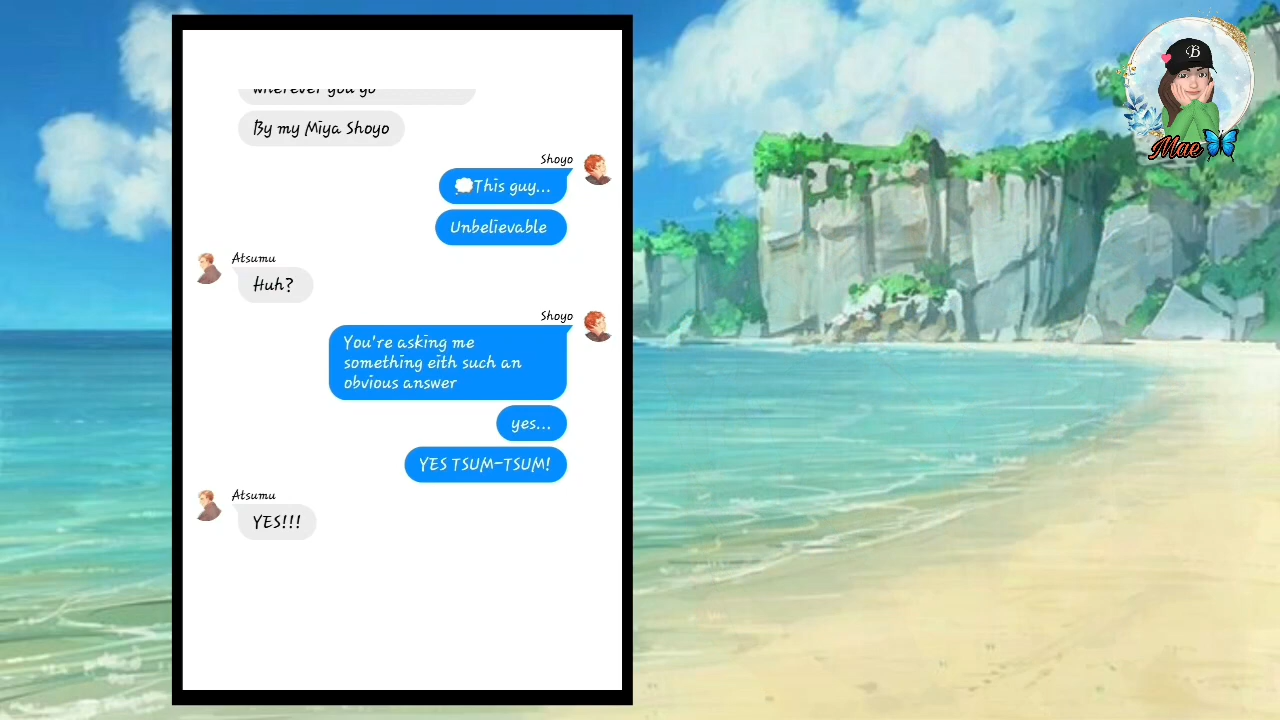 wherever you go
By my Miya Shoyo
Shoyo
💭This guy...
Unbelievable
Atsumu
Huh?
Shoyo
You're asking me
something eith such an
obvious answer
yes...
YES TSUM-TSUM!
Atsumu
YES!!!
B
Mae